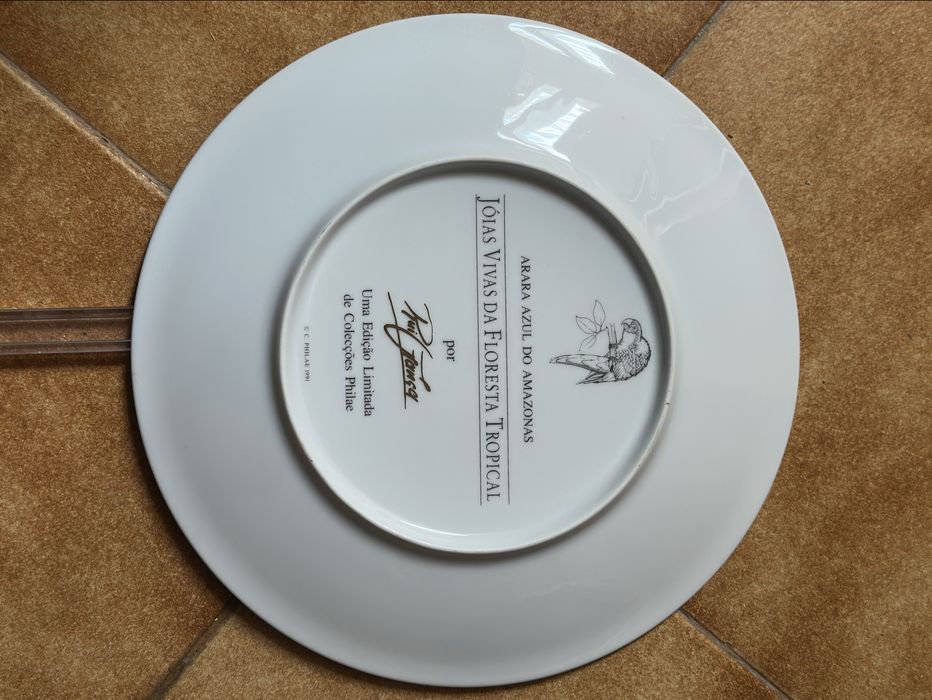 ARARA AZUL DO AMAZONAS
JÓIAS VIVAS DA FLORESTA TROPICAL
por
Uma Edição Limitada
de Colecções Philae
© C. PHILAE 1991